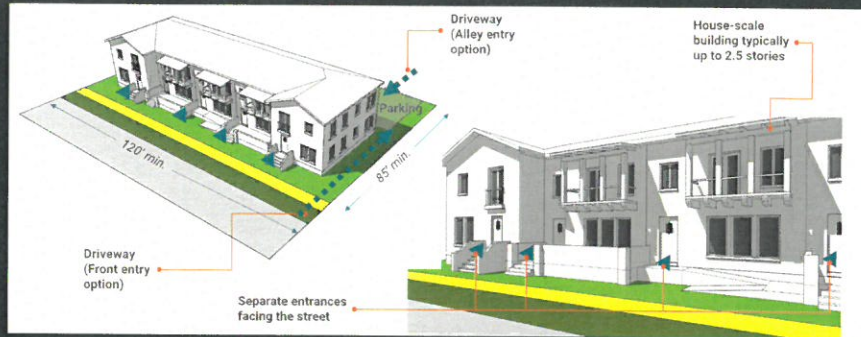 Driveway
(Alley entry
option)
House-scale
building typically
up to 2.5 stories
Parking
120' min.
85' min.
Driveway
(Front entry
option)
Separate entrances
facing the street